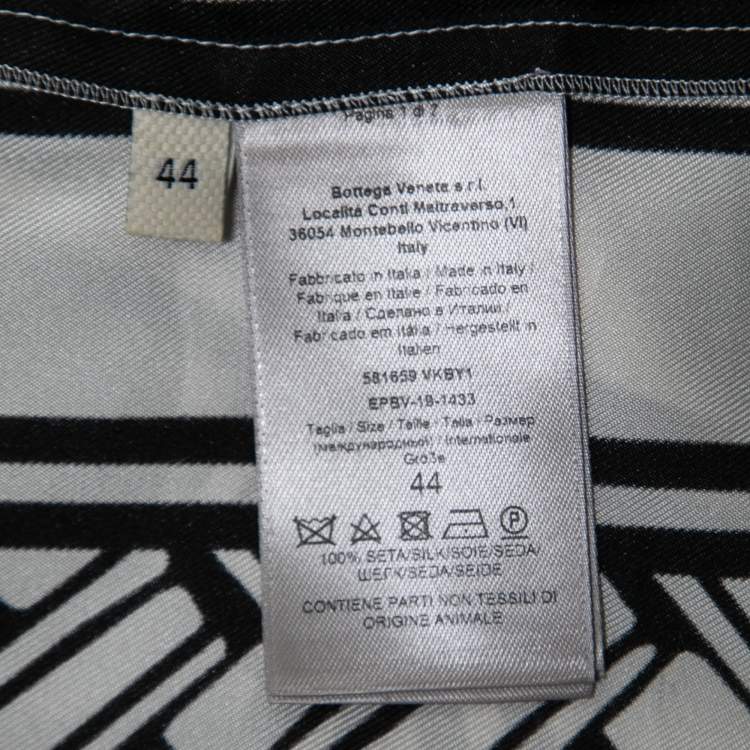 44
Pagina 1 di 2
Bottega Veneta s.r.l.
Località Conti Maltraverso,1
36054 Montebello Vicentino (VI)
Italy
Fabbricato in Italia / Made in Italy /
Fabriqué en Italie / Fabricado en
Italia / Сделано в Италии /
Fabricado em Itália / Hergestellt in
Italien
581659 VKBY1
EPBV-19-1433
Taglia / Size / Taille / Talla / Размер
(международный) / Internationale
Größe
44
P
100% SETA/SILK/SOIE/SEDA/
ШЕЛК/SEDA/SEIDE
CONTIENE PARTI NON TESSILI DI
ORIGINE ANIMALE